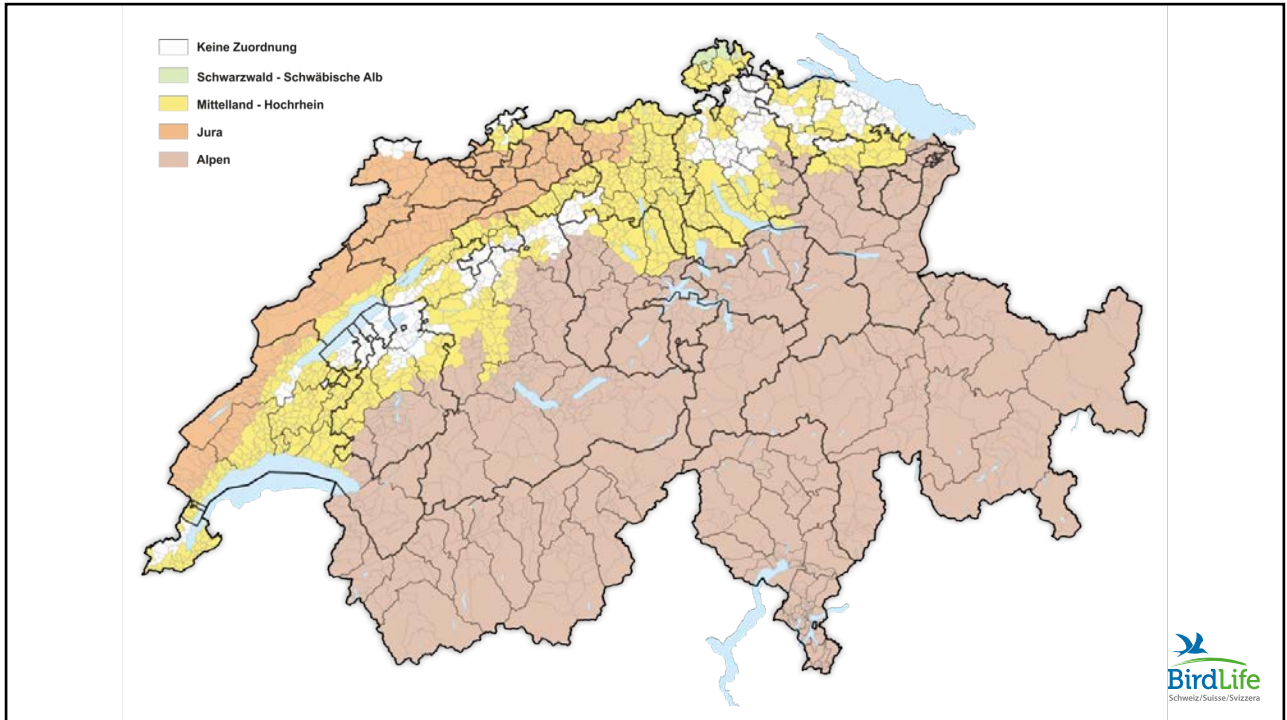 Keine Zuordnung
Schwarzwald - Schwäbische Alb
Mittelland - Hochrhein
Jura
Alpen
BirdLife
Schweiz/Suisse/Svizzera